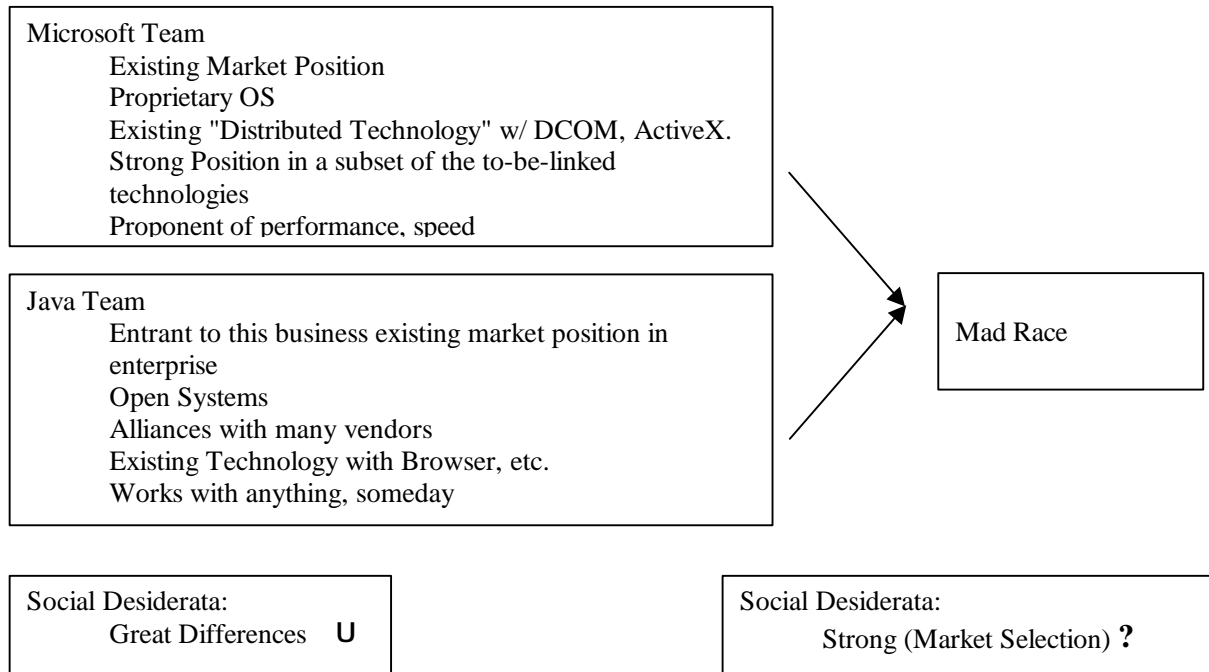 Microsoft Team
Existing Market Position
Proprietary OS
Existing "Distributed Technology" w/ DCOM, ActiveX.
Strong Position in a subset of the to-be-linked
technologies
Proponent of performance, speed
Java Team
Entrant to this business existing market position in
enterprise
Open Systems
Alliances with many vendors
Existing Technology with Browser, etc.
Works with anything, someday
Mad Race
Social Desiderata:
Great Differences U
Social Desiderata:
Strong (Market Selection) ?